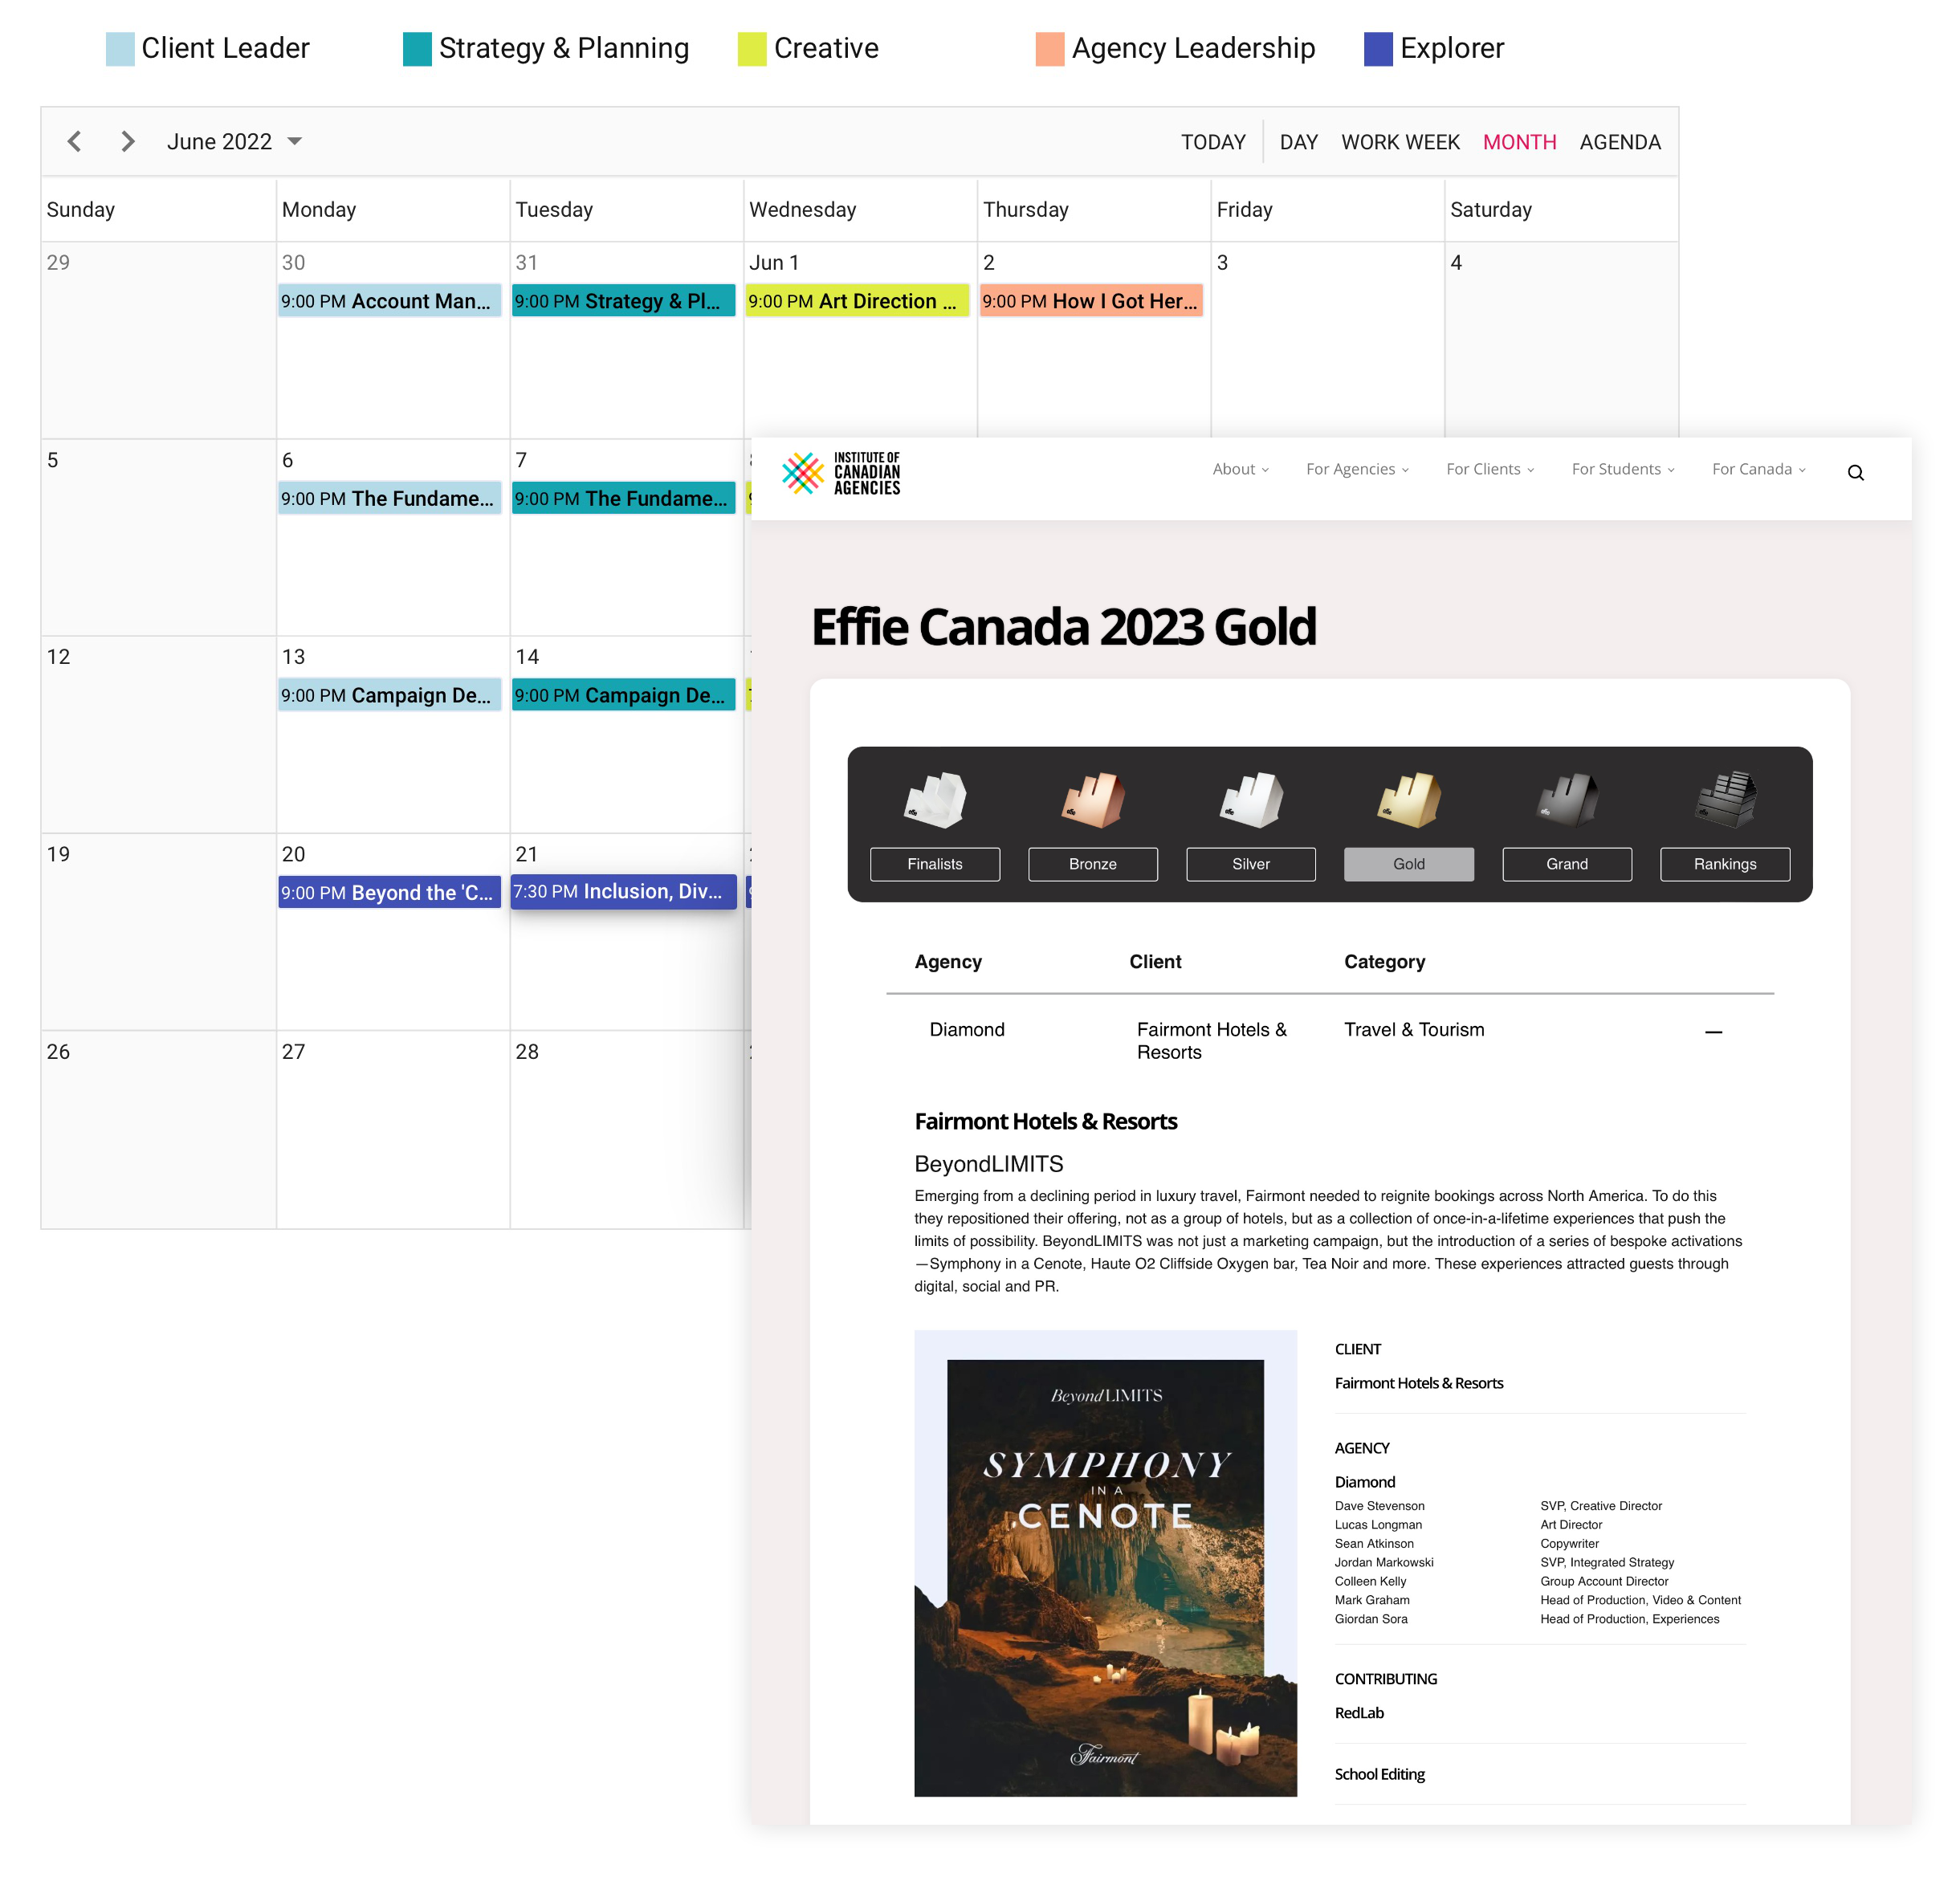 Client Leader Strategy & Planning Creative Agency Leadership Explorer
June 2022 TODAY DAY WORK WEEK MONTH AGENDA
Sunday Monday Tuesday Wednesday Thursday Friday Saturday
29 30 31 Jun 1 2 3 4
9:00 PM Account Man... 9:00 PM Strategy & Pl... 9:00 PM Art Direction ... 9:00 PM How I Got Her...
5 6 7
9:00 PM The Fundame... 9:00 PM The Fundame...
12 13 14
9:00 PM Campaign De... 9:00 PM Campaign De...
19 20 21
9:00 PM Beyond the 'C... 7:30 PM Inclusion, Div...
26 27 28
INSTITUTE OF
CANADIAN
AGENCIES
About For Agencies For Clients For Students For Canada
Effie Canada 2023 Gold
effie effie effie effie effie
Finalists Bronze Silver Gold Grand Rankings
Agency Client Category
Diamond Fairmont Hotels & Travel & Tourism —
Resorts
Fairmont Hotels & Resorts
BeyondLIMITS
Emerging from a declining period in luxury travel, Fairmont needed to reignite bookings across North America. To do this
they repositioned their offering, not as a group of hotels, but as a collection of once-in-a-lifetime experiences that push the
limits of possibility. BeyondLIMITS was not just a marketing campaign, but the introduction of a series of bespoke activations
—Symphony in a Cenote, Haute O2 Cliffside Oxygen bar, Tea Noir and more. These experiences attracted guests through
digital, social and PR.
BeyondLIMITS
SYMPHONY
IN A
CENOTE
Fairmont
CLIENT
Fairmont Hotels & Resorts
AGENCY
Diamond
Dave Stevenson SVP, Creative Director
Lucas Longman Art Director
Sean Atkinson Copywriter
Jordan Markowski SVP, Integrated Strategy
Colleen Kelly Group Account Director
Mark Graham Head of Production, Video & Content
Giordan Sora Head of Production, Experiences
CONTRIBUTING
RedLab
School Editing